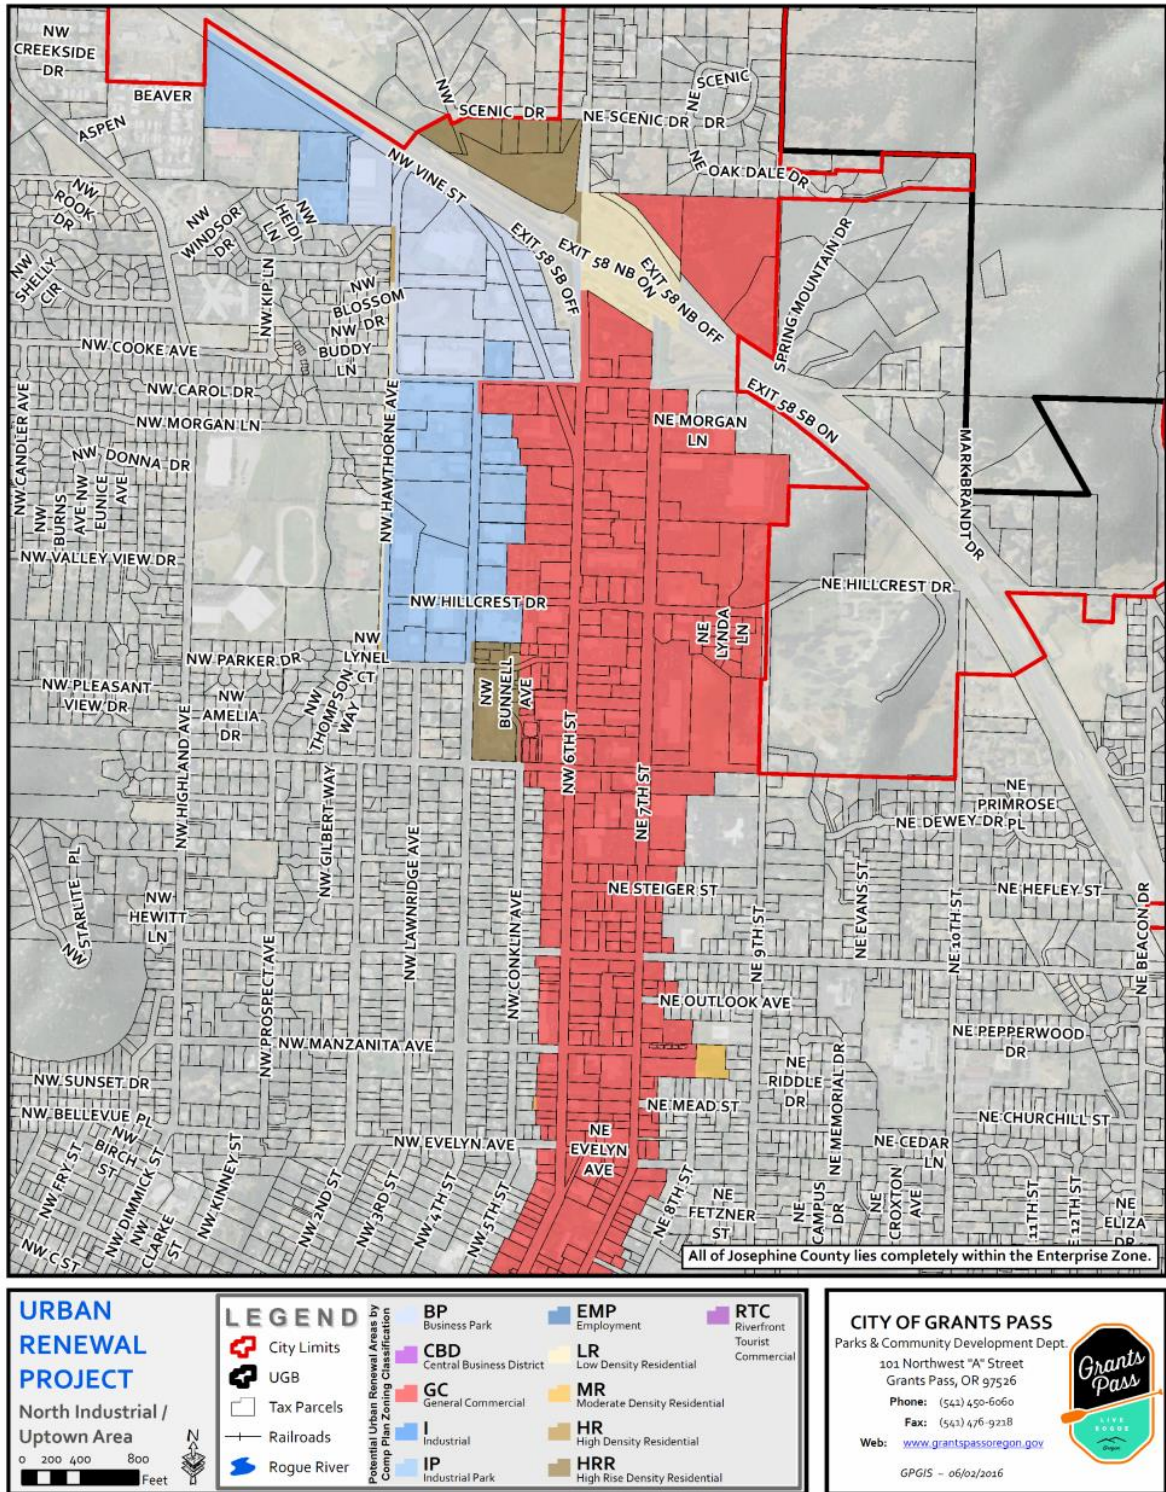 NW
CREEKSIDE
DR
BEAVER
ASPEN
NW SCENIC DR
NE SCENIC DR
NE SCENIC
DR
NE OAK DALE DR
NW VINE ST
NW
ROOK
DR
NW
WINDSOR
DR
NW
HEIDI
LN
NW
SHELLY
CIR
NW KIP LN
NW
BLOSSOM
DR
NW
BUDDY
LN
EXIT 58 SB OFF
EXIT 58 NB ON
EXIT 58 NB OFF
EXIT 58 SB ON
SPRING MOUNTAIN DR
MARKBRANDT DR
NW COOKE AVE
NW CAROL DR
NW MORGAN LN
NW CANDLER AVE
NW DONNA DR
NW
BURNS
AVE
NW
EUNICE
AVE
NW VALLEY VIEW DR
NW HAWTHORNE AVE
NE MORGAN
LN
NW HILLCREST DR
NE HILLCREST DR
NE
LYNDA
LN
NW PARKER DR
NW
LYNEL
CT
NW
THOMPSON
WAY
NW
BUNNELL
AVE
NW PLEASANT
VIEW DR
NW
AMELIA
DR
NW HIGHLAND AVE
NW GILBERT WAY
NW LAWNRIDGE AVE
NW 6TH ST
NE 7TH ST
NE
PRIMROSE
PL
NE DEWEY DR
NW STARLITE PL
NW
HEWITT
LN
NW PROSPECT AVE
NW CONKLIN AVE
NE STEIGER ST
NE 9TH ST
NE EVANS ST
NE 10TH ST
NE HEFLEY ST
NE BEACON DR
NE OUTLOOK AVE
NW MANZANITA AVE
NE PEPPERWOOD
DR
NW SUNSET DR
NE
RIDDLE
DR
NE MEMORIAL DR
NW BELLEVUE PL
NE MEAD ST
NE CHURCHILL ST
NW
BIRCH
ST
NW FRY ST
NW DIMMICK ST
NW
CLARKE
ST
NW KINNEY ST
NW C ST
NW EVELYN AVE
NE
EVELYN
AVE
NE CEDAR
LN
NW 2ND ST
NW 3RD ST
NW 4TH ST
NW 5TH ST
NE 8TH ST
NE
FETZNER
ST
NE
CAMPUS
DR
NE
CROXTON
AVE
11TH ST
12TH ST
NE
ELIZA
DR
All of Josephine County lies completely within the Enterprise Zone.
URBAN
RENEWAL
PROJECT
North Industrial /
Uptown Area
0 200 400 800
Feet
N
LEGEND
City Limits
UGB
Tax Parcels
Railroads
Rogue River
Potential Urban Renewal Areas by
Comp Plan Zoning Classification
BP
Business Park
CBD
Central Business District
GC
General Commercial
I
Industrial
IP
Industrial Park
EMP
Employment
LR
Low Density Residential
MR
Moderate Density Residential
HR
High Density Residential
HRR
High Rise Density Residential
RTC
Riverfront
Tourist
Commercial
CITY OF GRANTS PASS
Parks & Community Development Dept.
101 Northwest "A" Street
Grants Pass, OR 97526
Phone: (541) 450-6060
Fax: (541) 476-9218
Web: www.grantspassoregon.gov
GPGIS - 06/02/2016
Grants
Pass
LIVE
ROGUE
Oregon